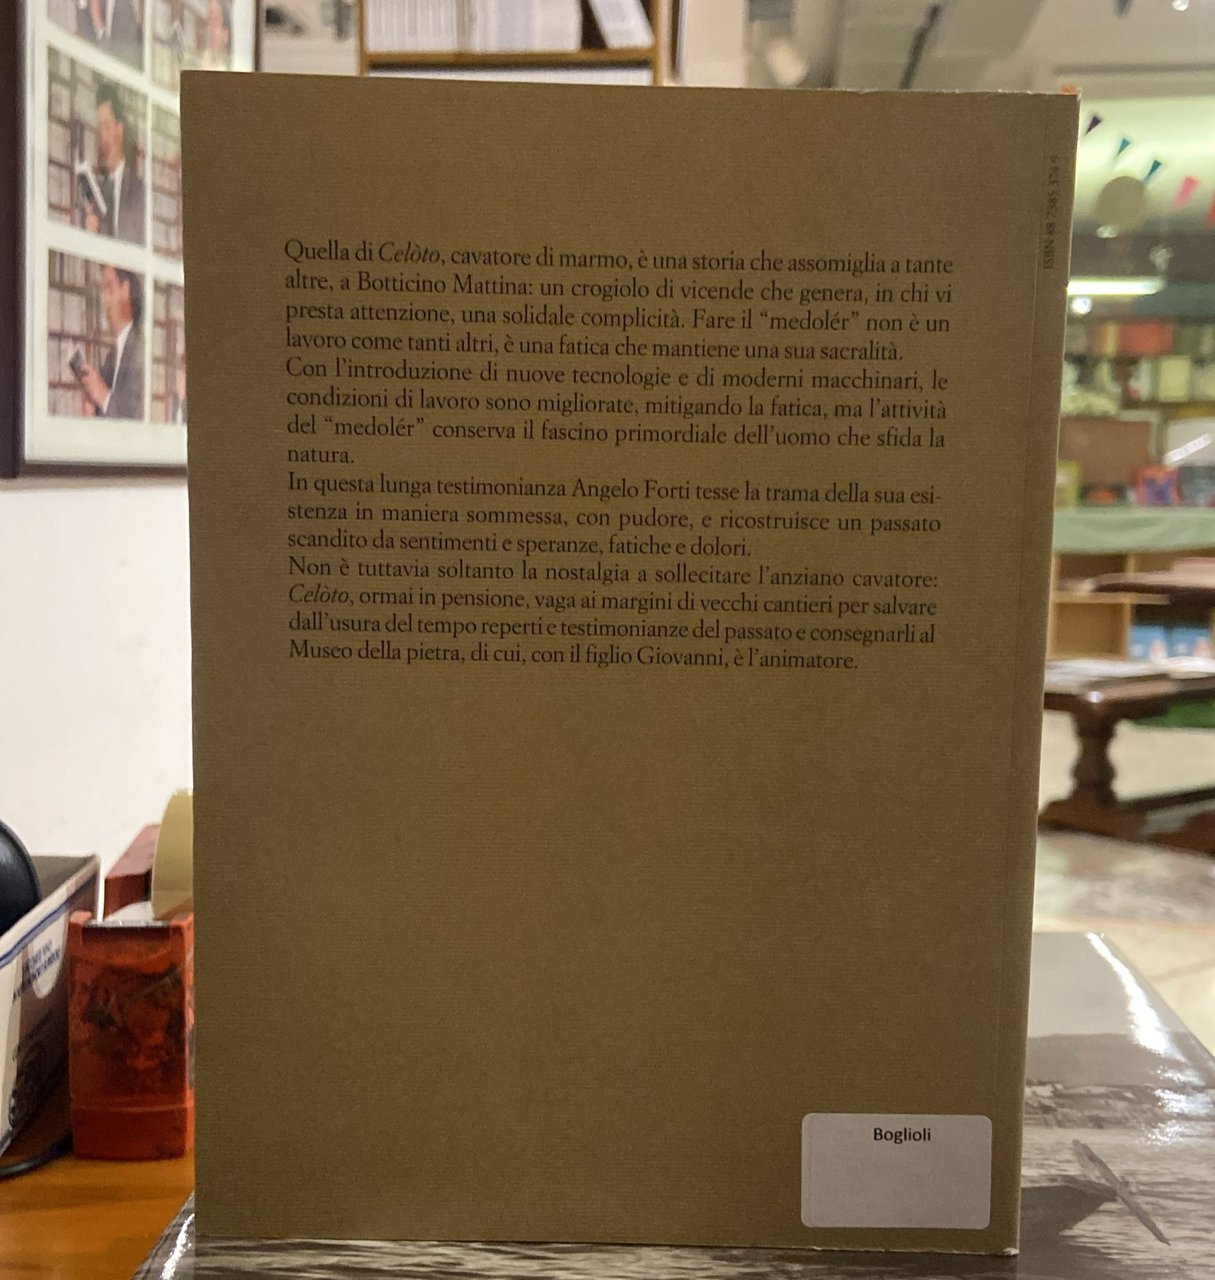 Quella di Celòto, cavatore di marmo, è una storia che assomiglia a tante
altre, a Botticino Mattina: un crogiolo di vicende che genera, in chi vi
presta attenzione, una solidale complicità. Fare il “medolér” non è un
lavoro come tanti altri, è una fatica che mantiene una sua sacralità.
Con l’introduzione di nuove tecnologie e di moderni macchinari, le
condizioni di lavoro sono migliorate, mitigando la fatica, ma l’attività
del “medolér” conserva il fascino primordiale dell’uomo che sfida la
natura.
In questa lunga testimonianza Angelo Forti tesse la trama della sua esi-
stenza in maniera sommessa, con pudore, e ricostruisce un passato
scandito da sentimenti e speranze, fatiche e dolori.
Non è tuttavia soltanto la nostalgia a sollecitare l’anziano cavatore:
Celòto, ormai in pensione, vaga ai margini di vecchi cantieri per salvare
dall’usura del tempo reperti e testimonianze del passato e consegnarli al
Museo della pietra, di cui, con il figlio Giovanni, è l’animatore.
ISBN 88 7385 324 9
Boglioli